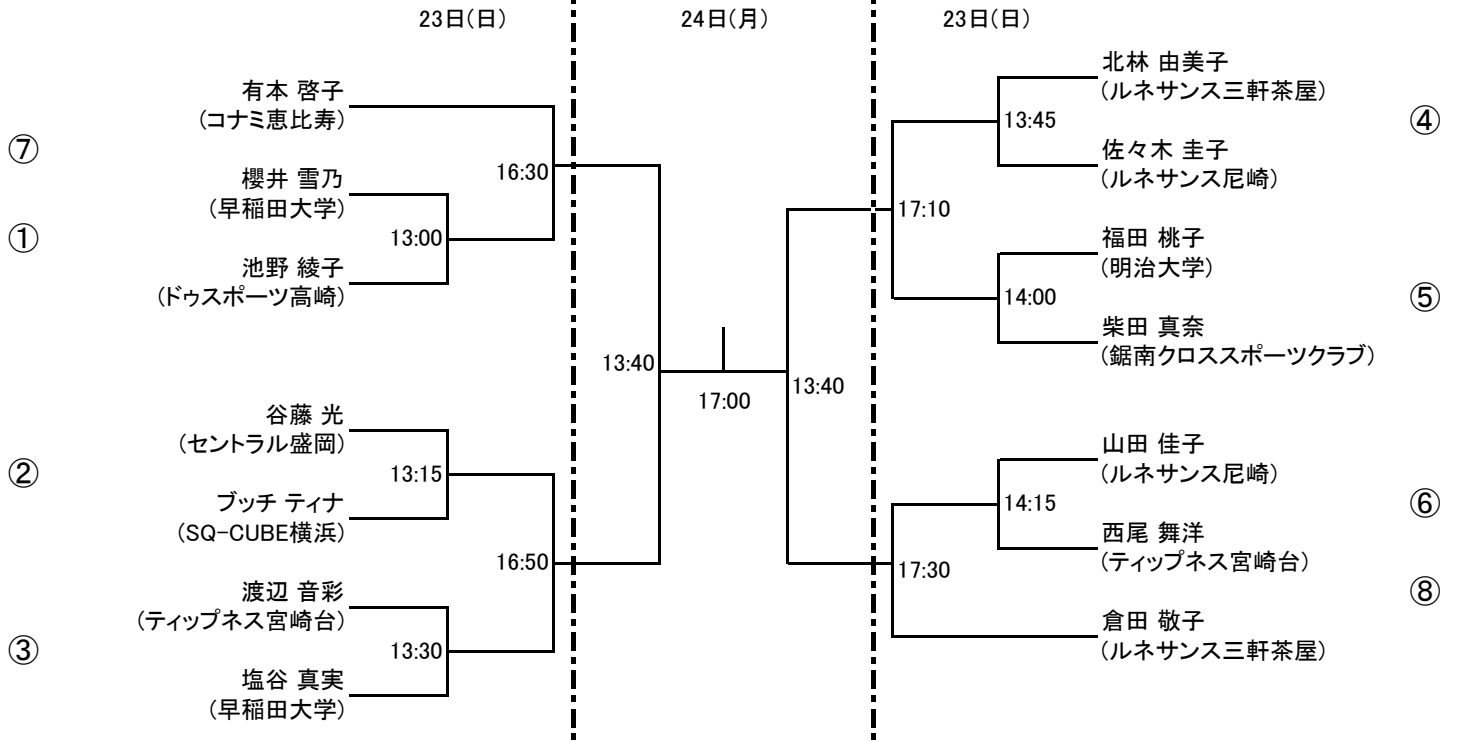 23日(日)
24日(月)
23日(日)
有本 啓子
(コナミ恵比寿)
⑦
16:30
櫻井 雪乃
(早稲田大学)
①
13:00
池野 綾子
(ドゥスポーツ高崎)
13:40
谷藤 光
(セントラル盛岡)
②
13:15
ブッチ ティナ
(SQ-CUBE横浜)
16:50
渡辺 音彩
(ティップネス宮崎台)
③
13:30
塩谷 真実
(早稲田大学)
17:00
北林 由美子
(ルネサンス三軒茶屋)
13:45
④
佐々木 圭子
(ルネサンス尼崎)
17:10
福田 桃子
(明治大学)
14:00
⑤
柴田 真奈
(鋸南クロススポーツクラブ)
13:40
山田 佳子
(ルネサンス尼崎)
14:15
⑥
西尾 舞洋
(ティップネス宮崎台)
17:30
⑧
倉田 敬子
(ルネサンス三軒茶屋)